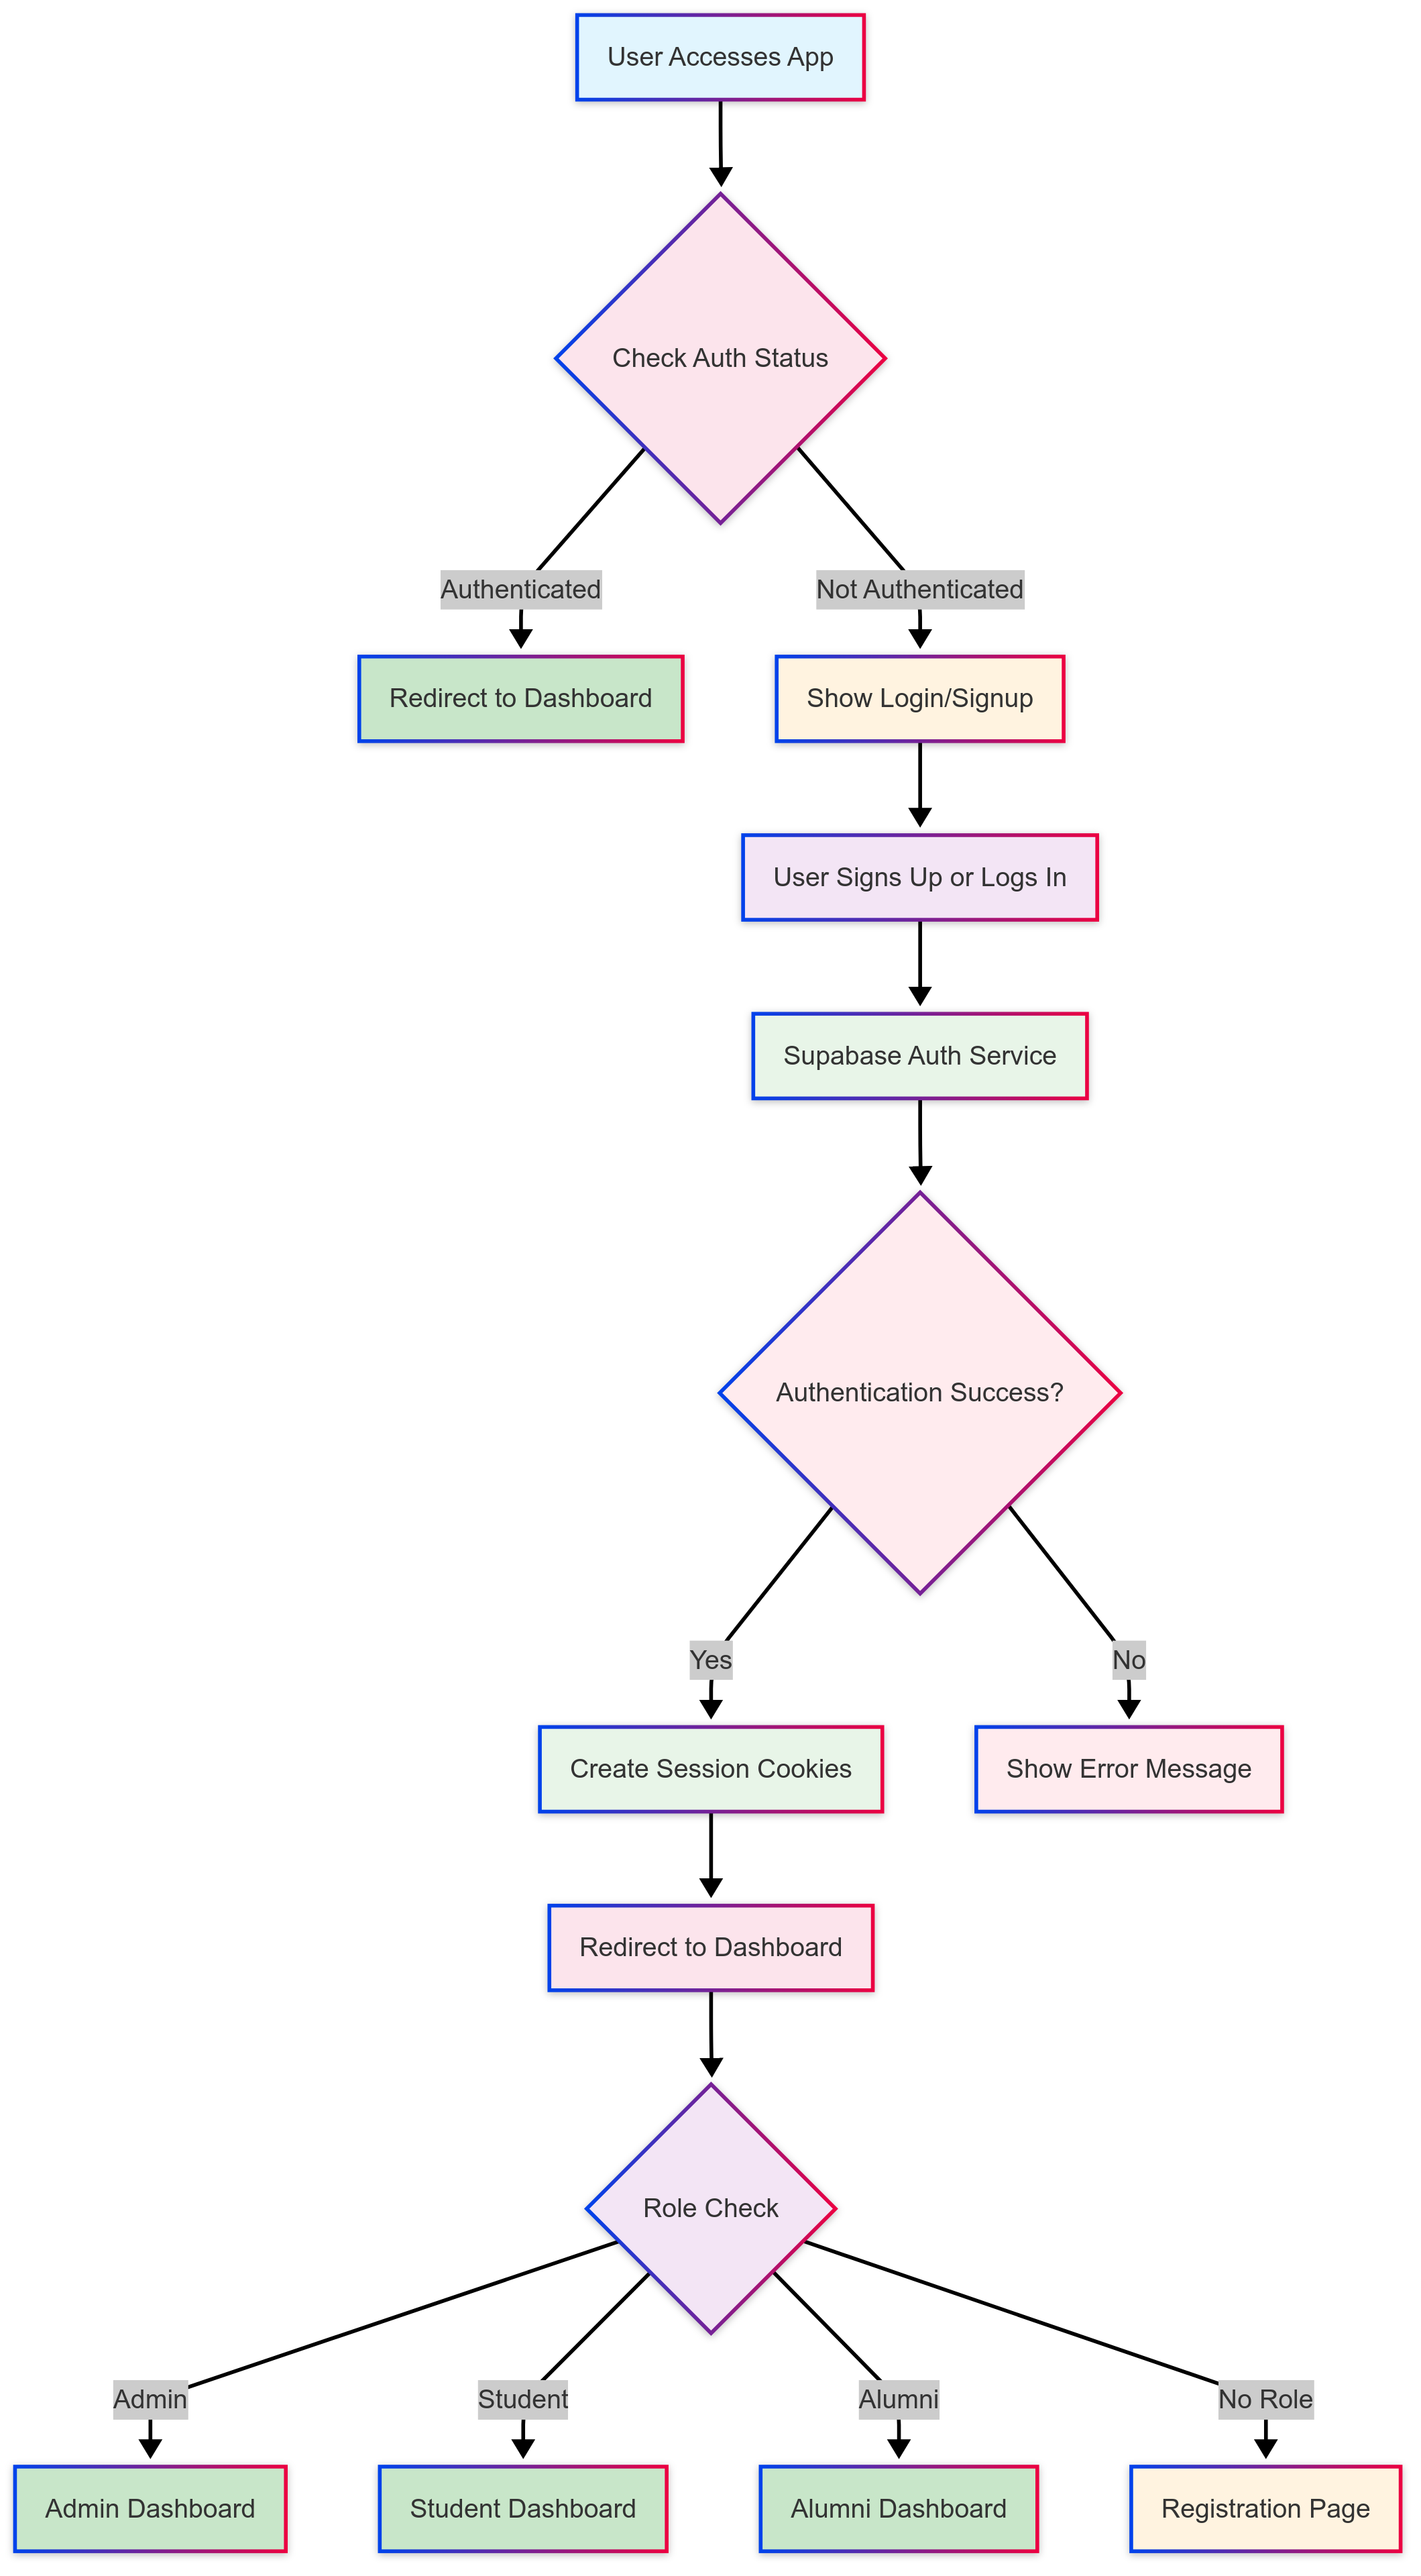 User Accesses App
Check Auth Status
Authenticated
Not Authenticated
Redirect to Dashboard
Show Login/Signup
User Signs Up or Logs In
Supabase Auth Service
Authentication Success?
Yes
No
Create Session Cookies
Show Error Message
Redirect to Dashboard
Role Check
Admin
Student
Alumni
No Role
Admin Dashboard
Student Dashboard
Alumni Dashboard
Registration Page